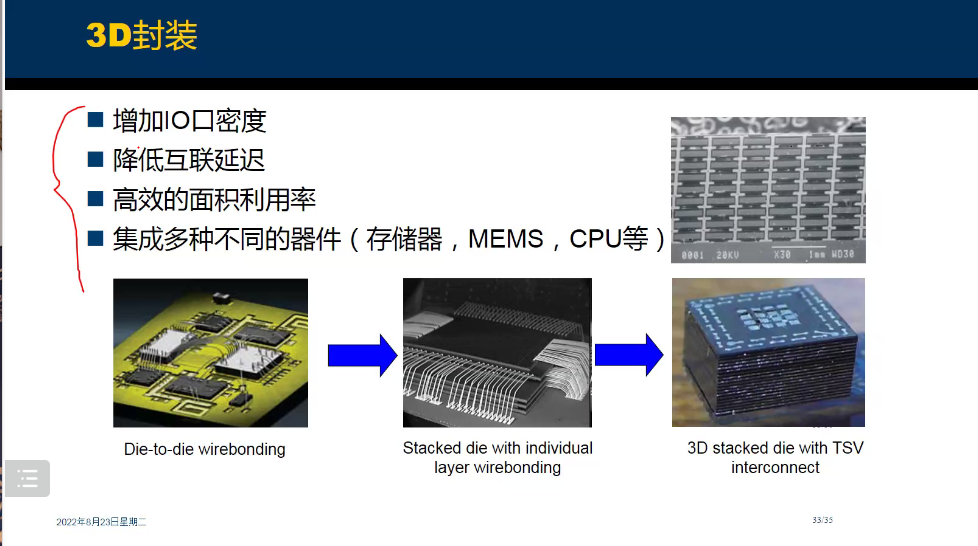 3D封装
增加IO口密度
降低互联延迟
高效的面积利用率
集成多种不同的器件（存储器，MEMS，CPU等）
0001 20KV X30 1mm WD38
Die-to-die wirebonding
Stacked die with individual
layer wirebonding
3D stacked die with TSV
interconnect
2022年8月23日星期二
33/35